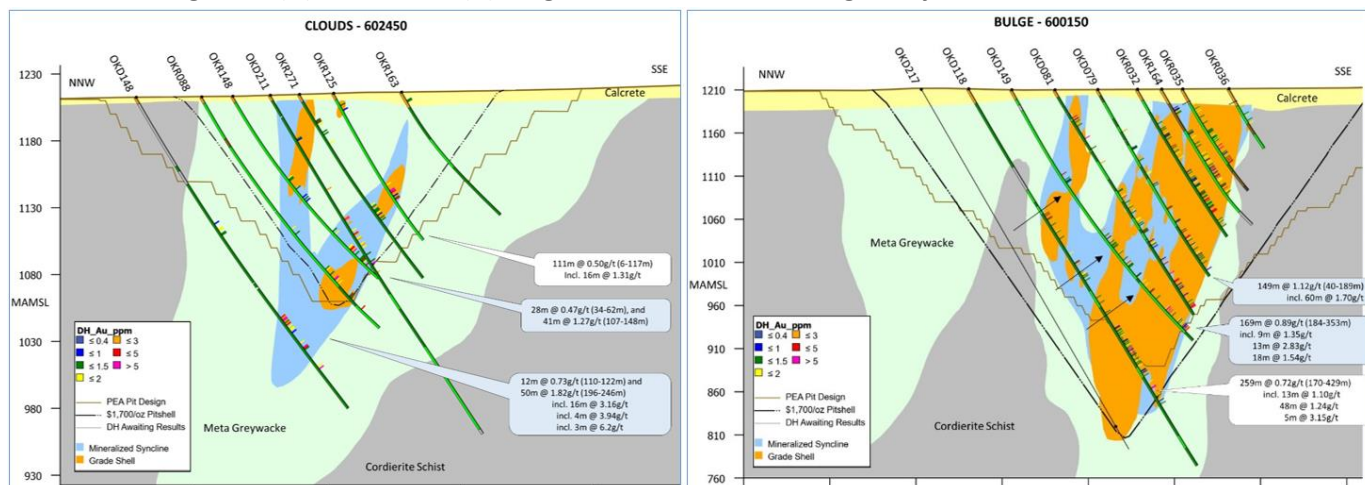 CLOUDS - 602450
OKD148
OKR088
OKR148
OKD211
OKR271
OKR125
OKR163
NNW
SSE
Calcrete
1230
1180
1130
1080
MAMSL
1030
980
930
111m @ 0.50g/t (6-117m)
Incl. 16m @ 1.31g/t
28m @ 0.47g/t (34-62m), and
41m @ 1.27g/t (107-148m)
12m @ 0.73g/t (110-122m) and
50m @ 1.82g/t (196-246m)
incl. 16m @ 3.16g/t
incl. 4m @ 3.94g/t
incl. 3m @ 6.2g/t
DH_Au_ppm
≤ 0.4 ≤ 3
≤ 1 ≤ 5
≤ 1.5 > 5
≤ 2
PEA Pit Design
$1,700/oz Pitshell
DH Awaiting Results
Mineralized Syncline
Grade Shell
Meta Greywacke
Cordierite Schist
BULGE - 600150
OKD217
OKD118
OKD149
OKD081
OKD079
OKR032
OKR164
OKR035
OKR036
NNW
SSE
Calcrete
1210
1160
1110
1060
1010
MAMSL
960
910
860
810
760
Meta Greywacke
149m @ 1.12g/t (40-189m)
incl. 60m @ 1.70g/t
169m @ 0.89g/t (184-353m)
incl. 9m @ 1.35g/t
13m @ 2.83g/t
18m @ 1.54g/t
259m @ 0.72g/t (170-429m)
incl. 13m @ 1.10g/t
48m @ 1.24g/t
5m @ 3.15g/t
DH_Au_ppm
≤ 0.4 ≤ 3
≤ 1 ≤ 5
≤ 1.5 > 5
≤ 2
PEA Pit Design
$1,700/oz Pitshell
DH Awaiting Results
Mineralized Syncline
Grade Shell
Cordierite Schist